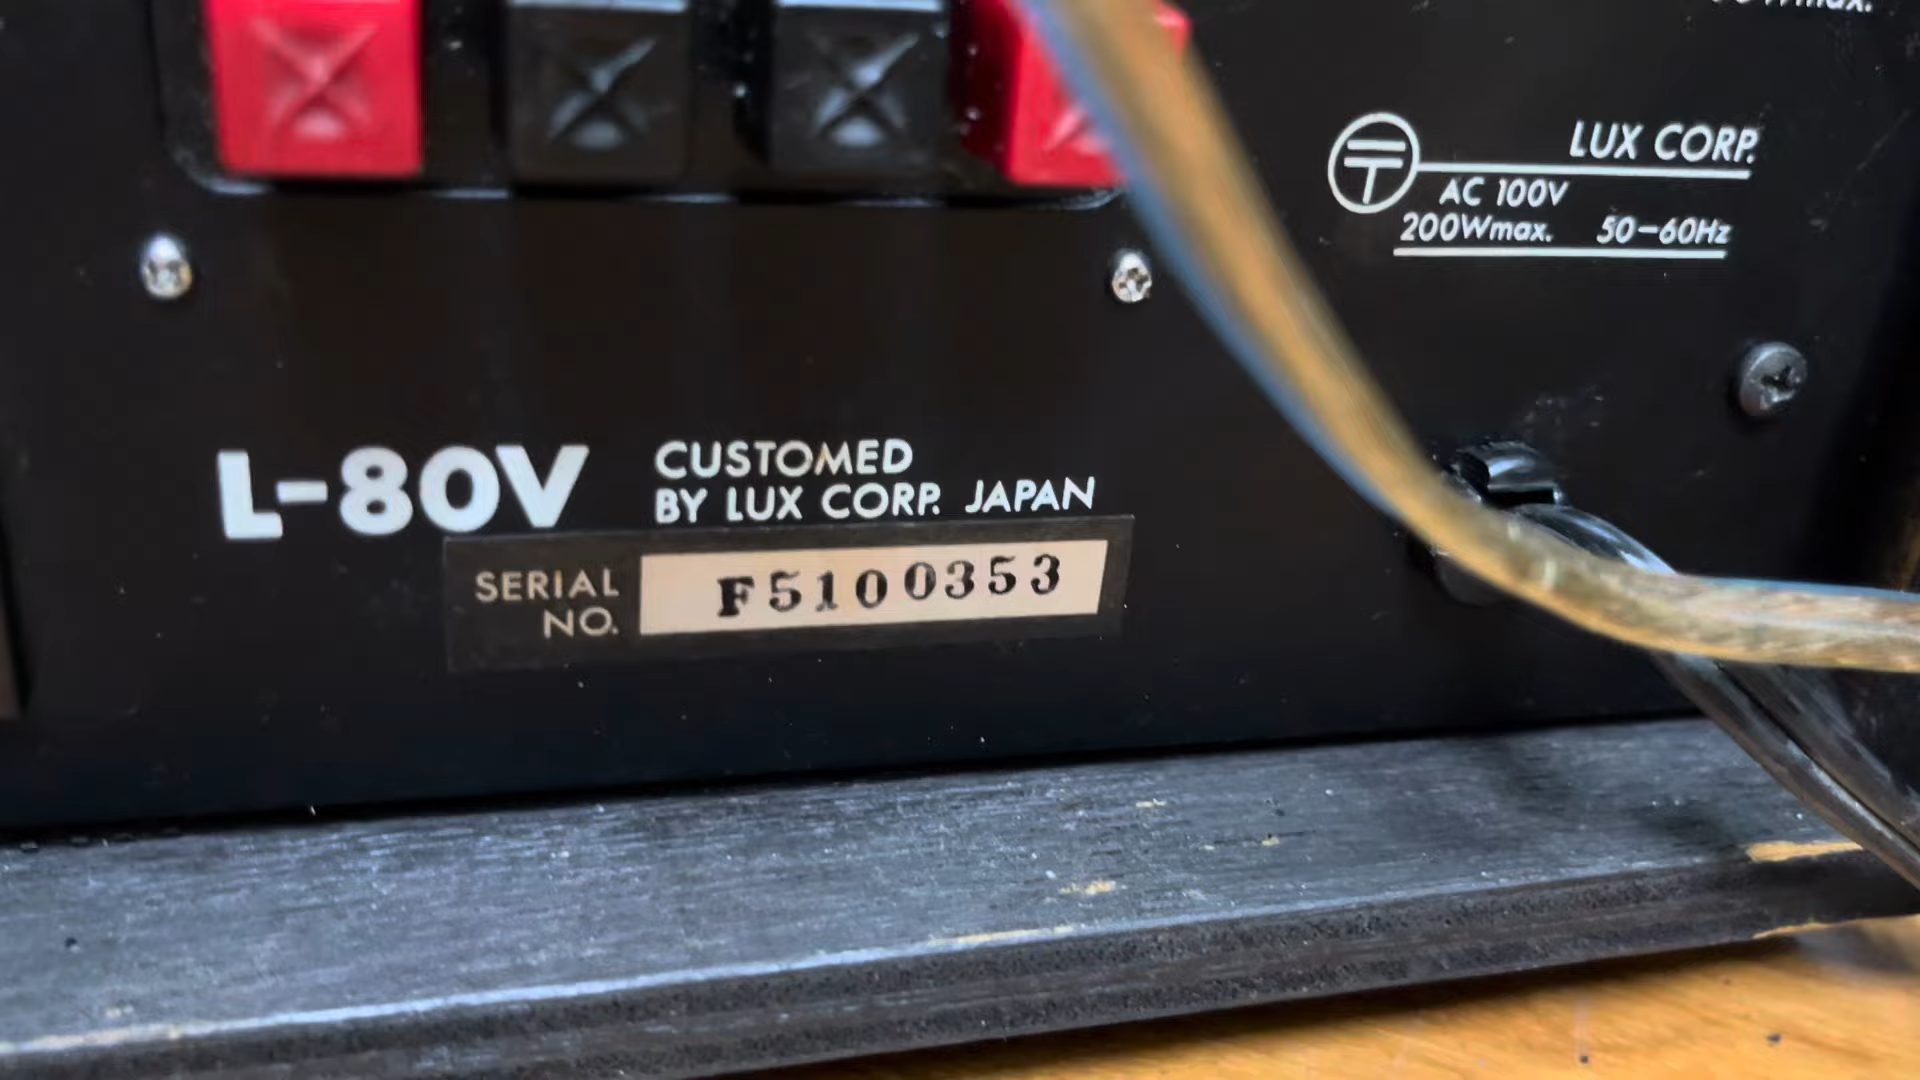 LUX CORP.
AC 100V
200Wmax. 50-60Hz
L-80V
CUSTOMED
BY LUX CORP. JAPAN
SERIAL
NO.
F5100353